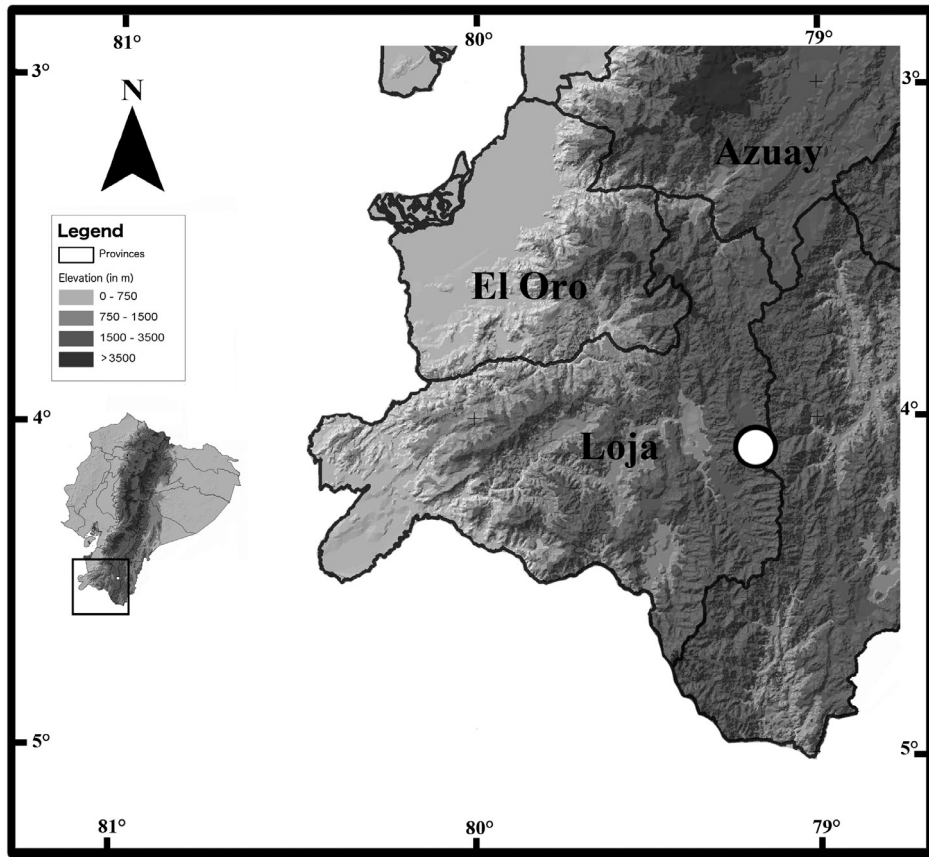 81°
80°
79°
3°
3°
N
Azuay
Legend
Provinces
Elevation (in m)
0 - 750
750 - 1500
1500 - 3500
>3500
El Oro
4°
4°
Loja
5°
5°
81°
80°
79°